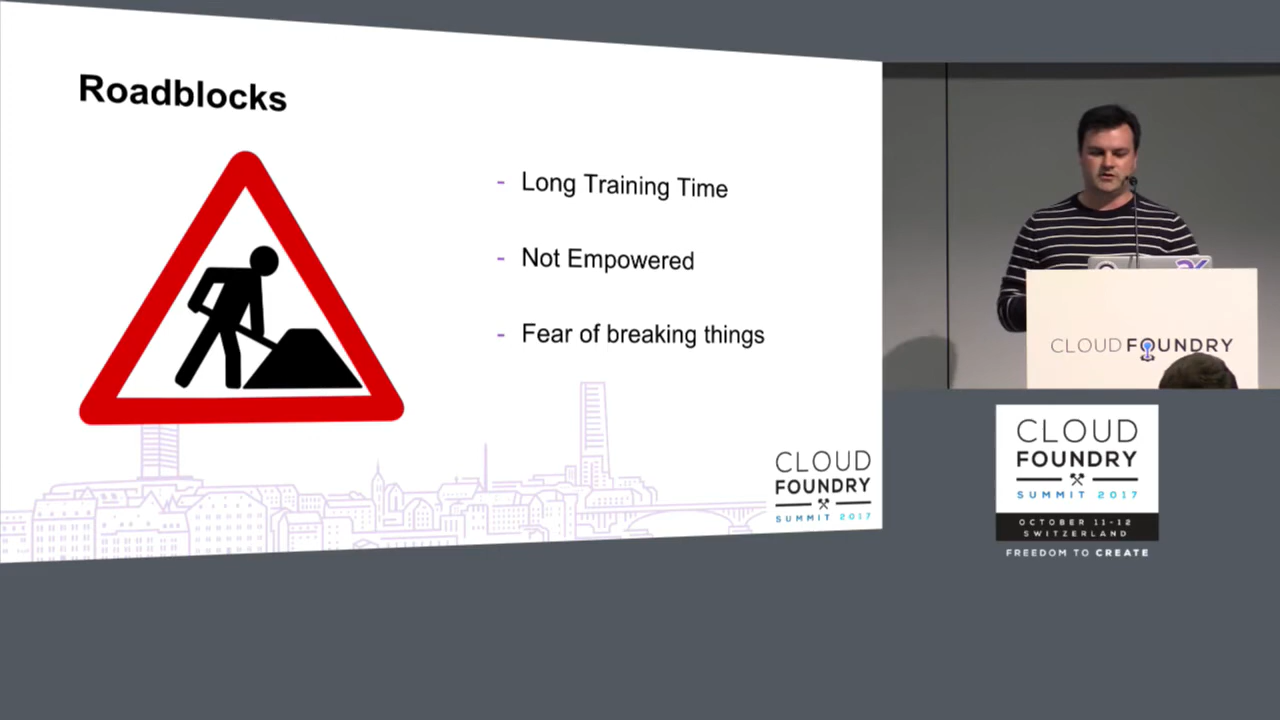 Roadblocks
- Long Training Time
- Not Empowered
- Fear of breaking things
CLOUD
FOUNDRY
SUMMIT 2017
CLOUD FOUNDRY
CLOUD
FOUNDRY
SUMMIT 2017
OCTOBER 11-12
SWITZERLAND
FREEDOM TO CREATE